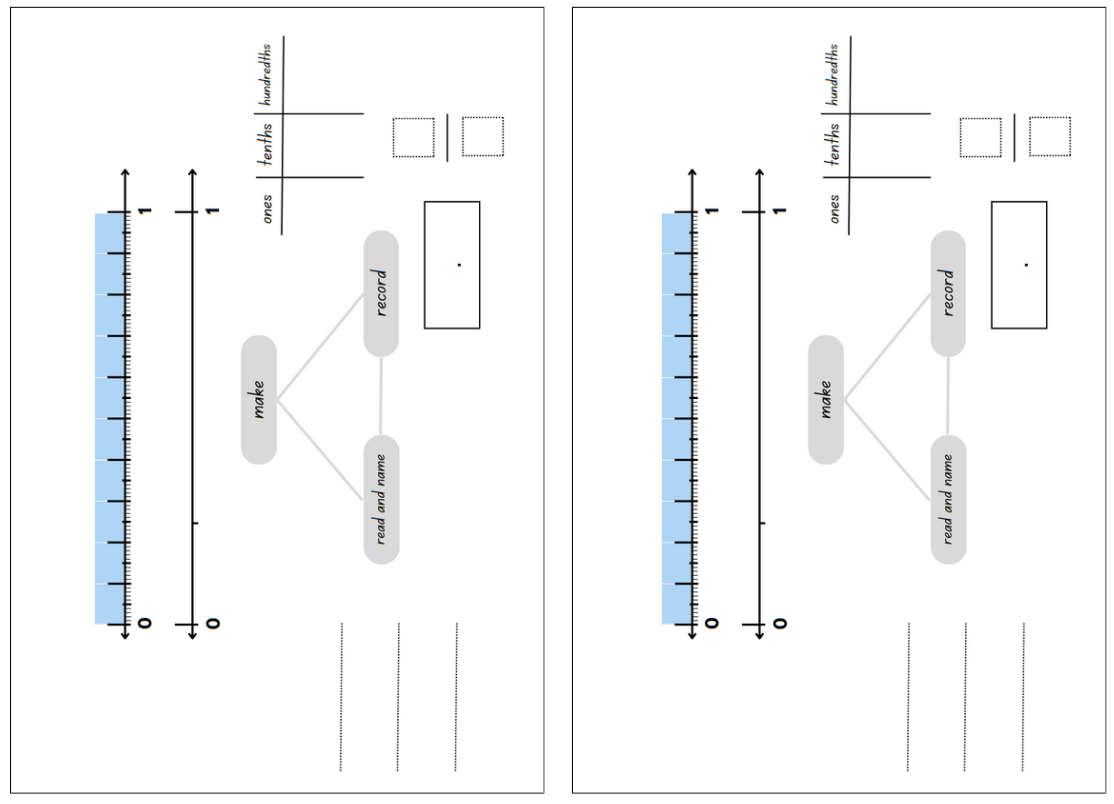 0 1
0 1
make
ones tenths hundredths
read and name
record
.
0 1
0 1
make
ones tenths hundredths
read and name
record
.